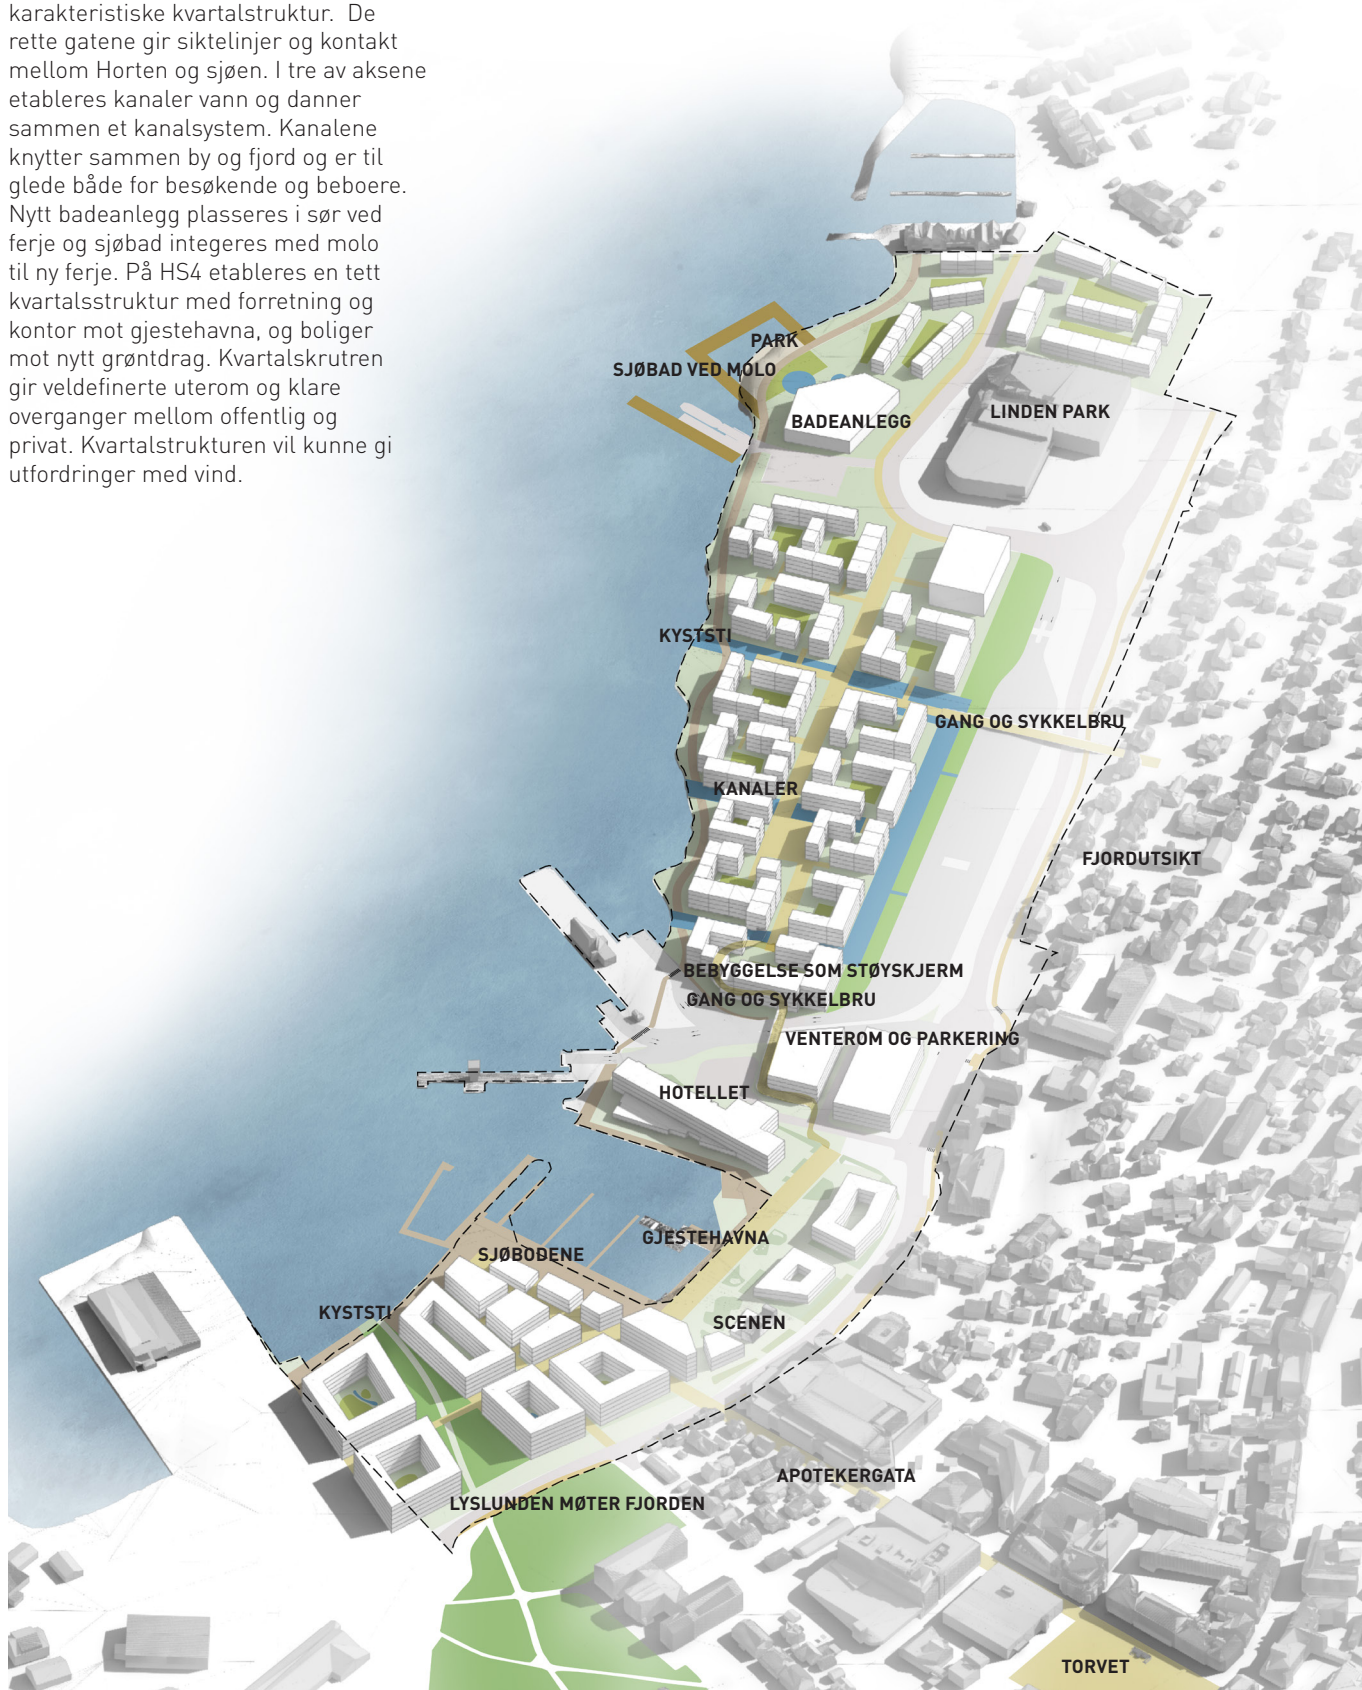 karakteristiske kvartalstruktur.  De
rette gatene gir siktelinjer og kontakt
mellom Horten og sjøen. I tre av aksene
etableres kanaler vann og danner
sammen et kanalsystem. Kanalene
knytter sammen by og fjord og er til
glede både for besøkende og beboere.
Nytt badeanlegg plasseres i sør ved
ferje og sjøbad integeres med molo
til ny ferje. På HS4 etableres en tett
kvartalsstruktur med forretning og
kontor mot gjestehavna, og boliger
mot nytt grøntdrag. Kvartalskrutren
gir veldefinerte uterom og klare
overganger mellom offentlig og
privat. Kvartalstrukturen vil kunne gi
utfordringer med vind.
PARK
SJØBAD VED MOLO
BADEANLEGG
LINDEN PARK
KYSTSTI
GANG OG SYKKELBRU
KANALER
FJORDUTSIKT
BEBYGGELSE SOM STØYSKJERM
GANG OG SYKKELBRU
VENTEROM OG PARKERING
HOTELLET
GJESTEHAVNA
SJØBODENE
KYSTSTI
SCENEN
APOTEKERGATA
LYSLUNDEN MØTER FJORDEN
TORVET